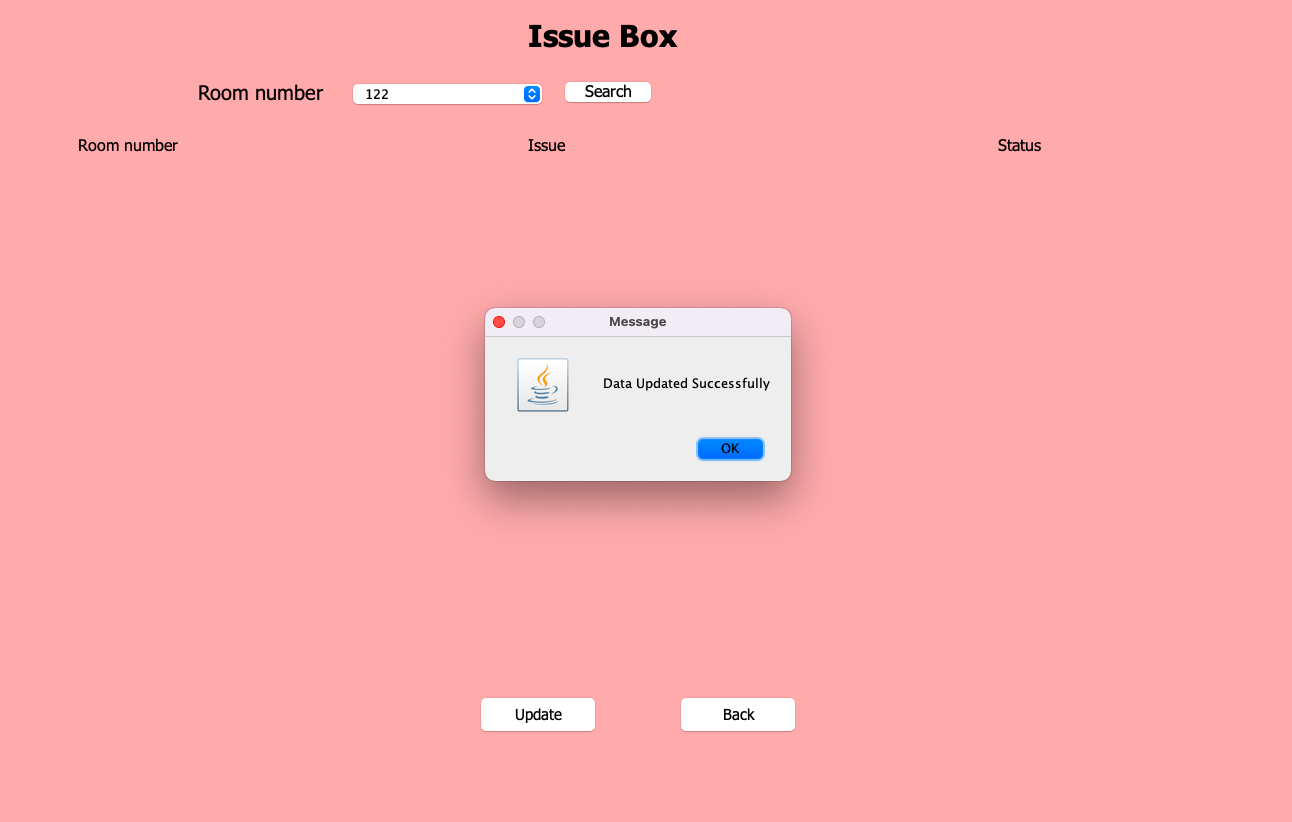 Issue Box
Room number 122 Search
Room number Issue Status
Message
Data Updated Successfully
OK
Update Back